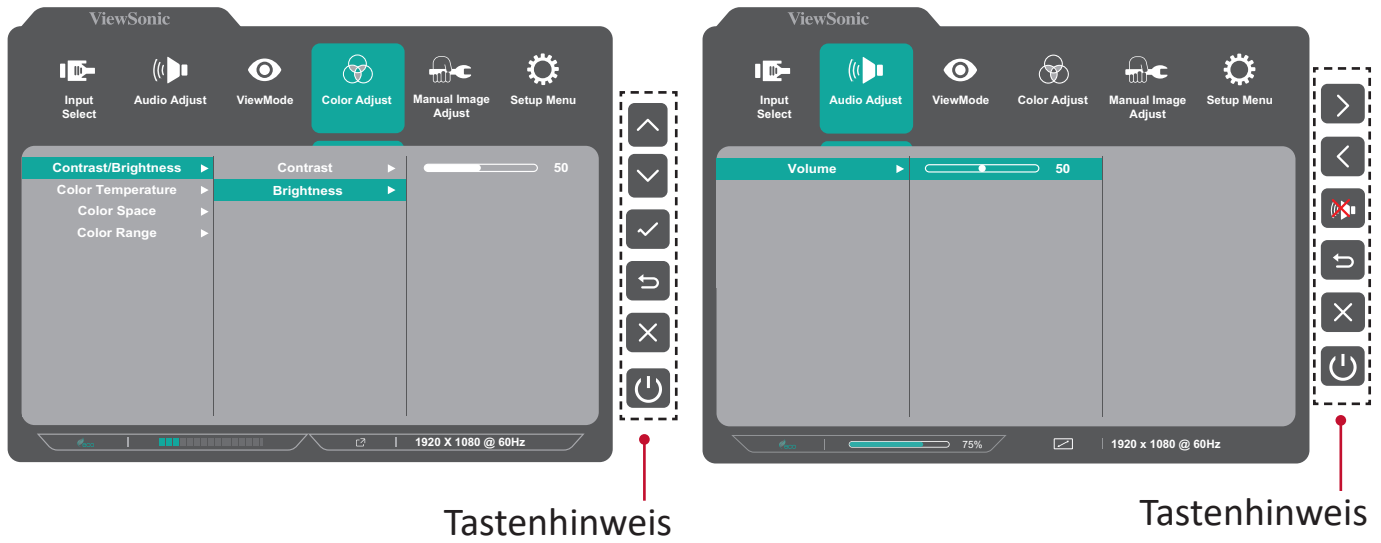 ViewSonic
Input Select
Audio Adjust
ViewMode
Color Adjust
Manual Image Adjust
Setup Menu
Contrast/Brightness
Contrast
50
Color Temperature
Brightness
Color Space
Color Range
eco
1920 X 1080 @ 60Hz
Tastenhinweis
ViewSonic
Input Select
Audio Adjust
ViewMode
Color Adjust
Manual Image Adjust
Setup Menu
Volume
50
eco
75%
1920 x 1080 @ 60Hz
Tastenhinweis